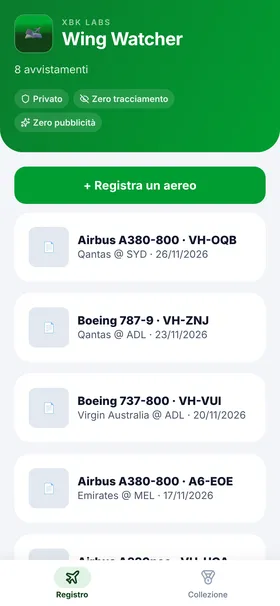 XBK LABS
Wing Watcher
8 avvistamenti
Privato
Zero tracciamento
Zero pubblicità
+ Registra un aereo
Airbus A380-800 · VH-OQB
Qantas @ SYD · 26/11/2026
Boeing 787-9 · VH-ZNJ
Qantas @ ADL · 23/11/2026
Boeing 737-800 · VH-VUI
Virgin Australia @ ADL · 20/11/2026
Airbus A380-800 · A6-EOE
Emirates @ MEL · 17/11/2026
Registro
Collezione